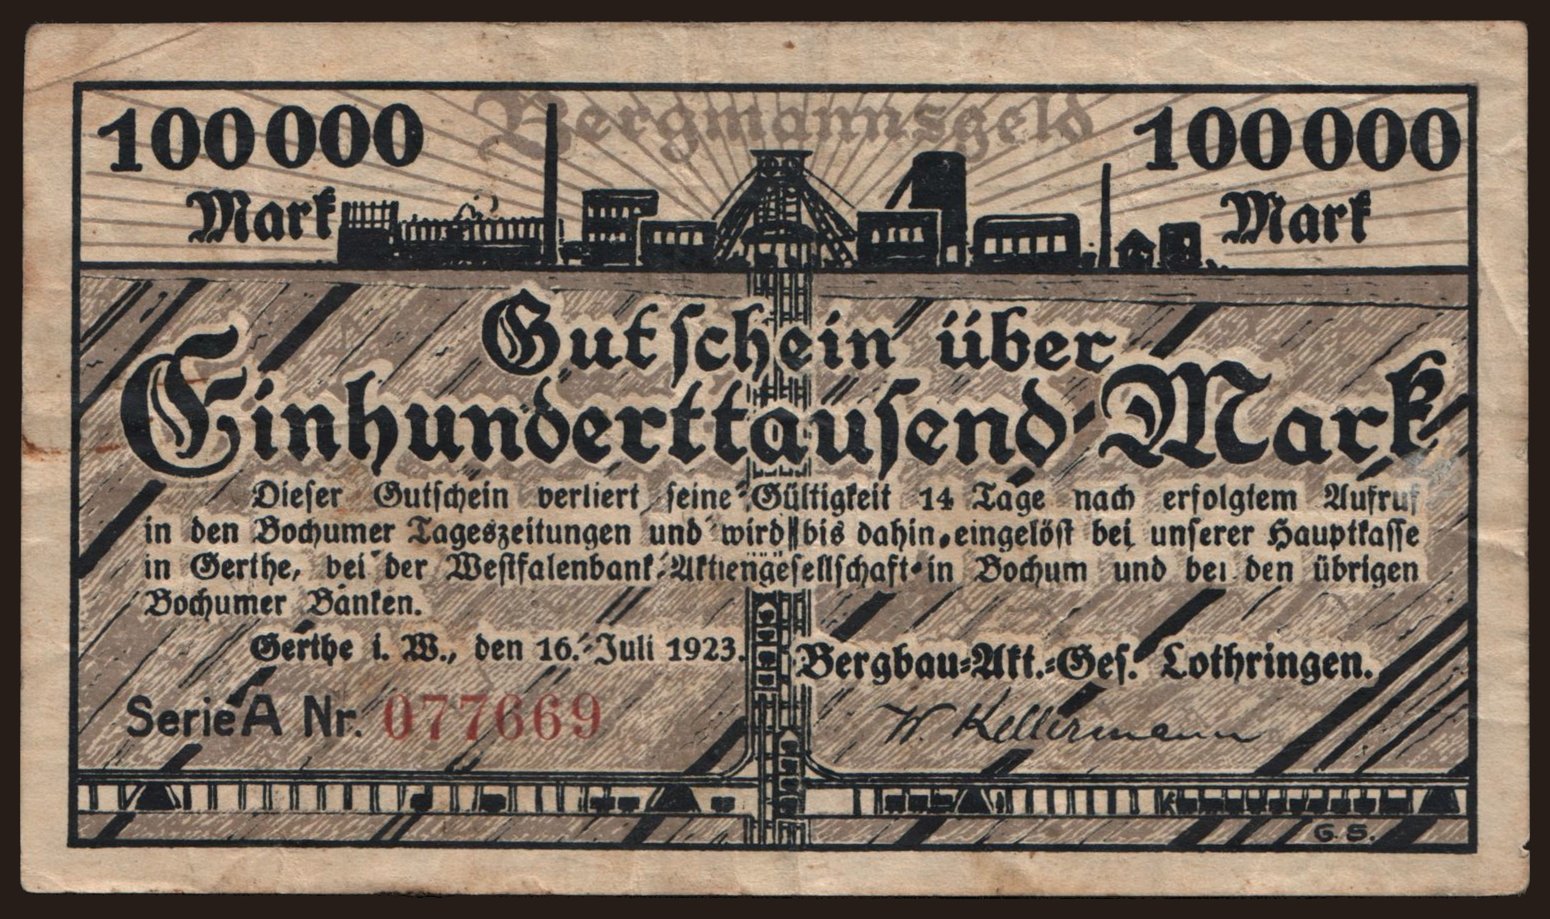 Bergmannsgeld
100000 100000
Mark Mark
Gutschein über
Einhunderttausend Mark
Dieser Gutschein verliert seine Gültigkeit 14 Tage nach erfolgtem Aufruf
in den Bochumer Tageszeitungen und wird bis dahin eingelöst bei unserer Hauptkasse
in Gerthe, bei der Westfalenbank-Aktiengesellschaft in Bochum und bei den übrigen
Bochumer Banken.
Gerthe i. W., den 16. Juli 1923.
Bergbau-Akt.-Ges. Lothringen.
Serie A Nr. 077669
W. Kellermann
G. S.